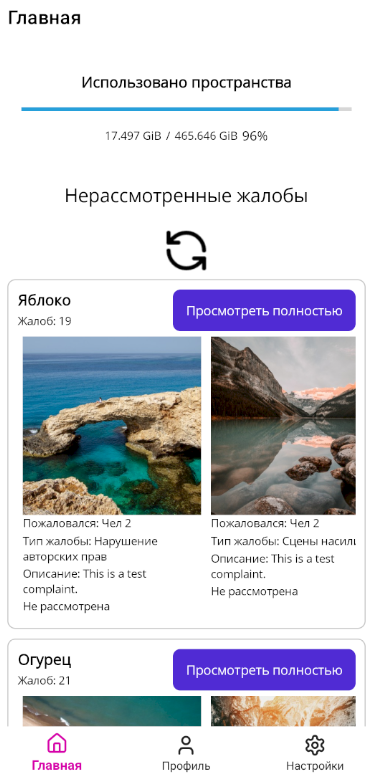 Главная
Использовано пространства
17.497 GiB / 465.646 GiB 96%
Нерассмотренные жалобы
Яблоко
Жалоб: 19
Просмотреть полностью
Пожаловался: Чел 2
Тип жалобы: Нарушение
авторских прав
Описание: This is a test
complaint.
Не рассмотрена
Пожаловался: Чел 2
Тип жалобы: Сцены насил
Описание: This is a test
complaint.
Не рассмотрена
Огурец
Жалоб: 21
Просмотреть полностью
Главная
Профиль
Настройки